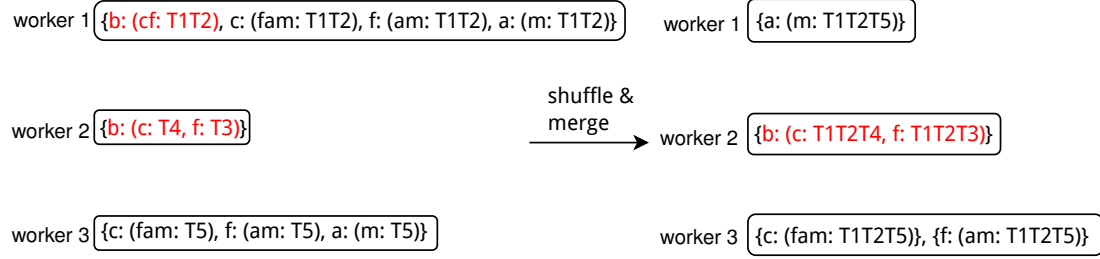 worker 1 {b: (cf: T1T2), c: (fam: T1T2), f: (am: T1T2), a: (m: T1T2)}
worker 1 {a: (m: T1T2T5)}
worker 2 {b: (c: T4, f: T3)}
shuffle &
merge
worker 2 {b: (c: T1T2T4, f: T1T2T3)}
worker 3 {c: (fam: T5), f: (am: T5), a: (m: T5)}
worker 3 {c: (fam: T1T2T5)}, {f: (am: T1T2T5)}